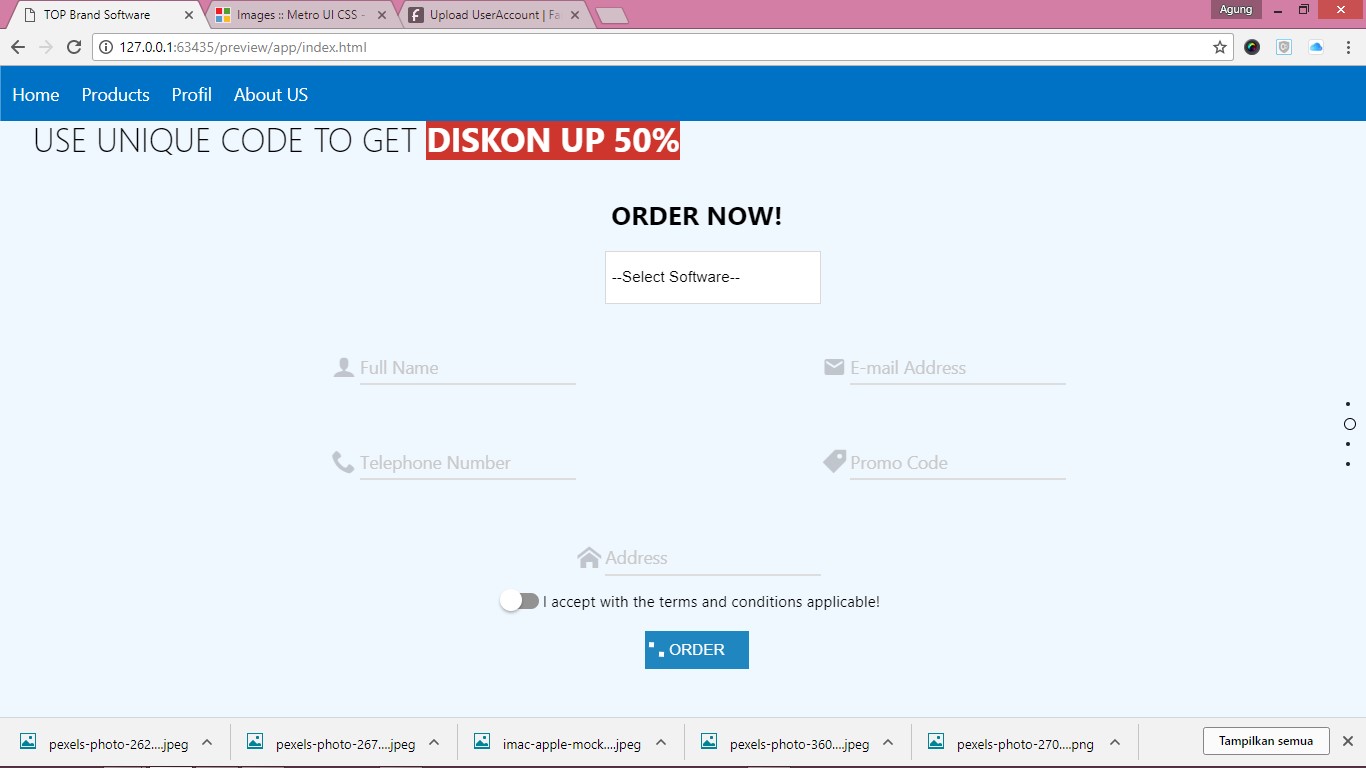 Agung
TOP Brand Software
Images :: Metro UI CSS -
Upload UserAccount | Fa
127.0.0.1:63435/preview/app/index.html
Home Products Profil About US
USE UNIQUE CODE TO GET DISKON UP 50%
ORDER NOW!
--Select Software--
Full Name
E-mail Address
Telephone Number
Promo Code
Address
I accept with the terms and conditions applicable!
ORDER
pexels-photo-262....jpeg
pexels-photo-267....jpeg
imac-apple-mock....jpeg
pexels-photo-360....jpeg
pexels-photo-270....png
Tampilkan semua